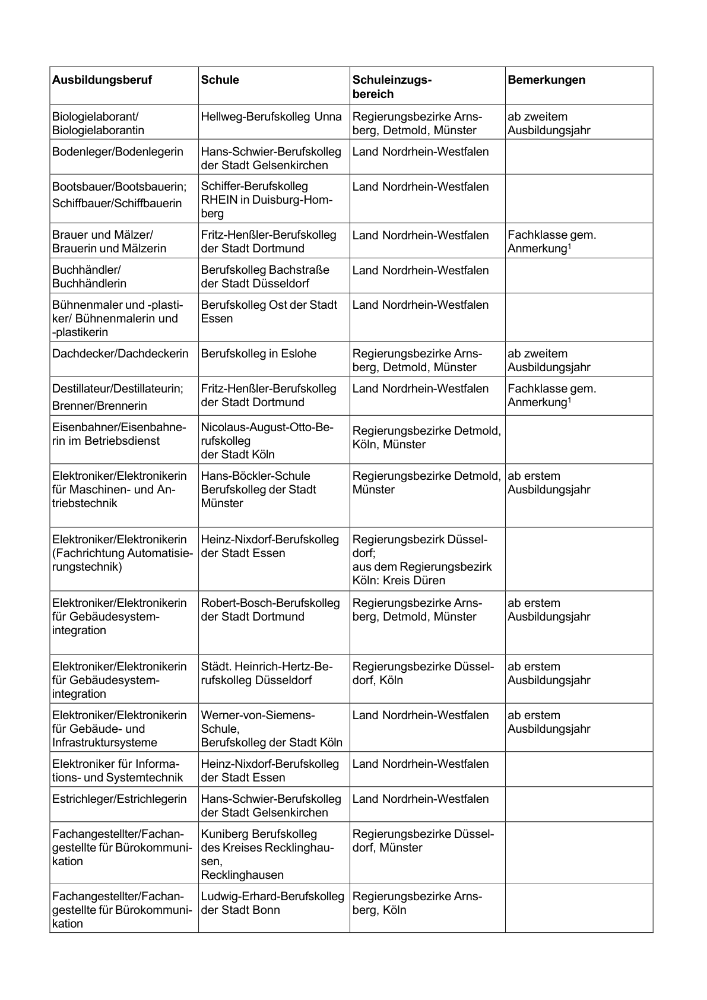 Ausbildungsberuf
Schule
Schuleinzugs-
bereich
Bemerkungen
Biologielaborant/
Biologielaborantin
Hellweg-Berufskolleg Unna
Regierungsbezirke Arns-
berg, Detmold, Münster
ab zweitem
Ausbildungsjahr
Bodenleger/Bodenlegerin
Hans-Schwier-Berufskolleg
der Stadt Gelsenkirchen
Land Nordrhein-Westfalen
Bootsbauer/Bootsbauerin;
Schiffbauer/Schiffbauerin
Schiffer-Berufskolleg
RHEIN in Duisburg-Hom-
berg
Land Nordrhein-Westfalen
Brauer und Mälzer/
Brauerin und Mälzerin
Fritz-Henßler-Berufskolleg
der Stadt Dortmund
Land Nordrhein-Westfalen
Fachklasse gem.
Anmerkung¹
Buchhändler/
Buchhändlerin
Berufskolleg Bachstraße
der Stadt Düsseldorf
Land Nordrhein-Westfalen
Bühnenmaler und -plasti-
ker/ Bühnenmalerin und
-plastikerin
Berufskolleg Ost der Stadt
Essen
Land Nordrhein-Westfalen
Dachdecker/Dachdeckerin
Berufskolleg in Eslohe
Regierungsbezirke Arns-
berg, Detmold, Münster
ab zweitem
Ausbildungsjahr
Destillateur/Destillateurin;
Brenner/Brennerin
Fritz-Henßler-Berufskolleg
der Stadt Dortmund
Land Nordrhein-Westfalen
Fachklasse gem.
Anmerkung¹
Eisenbahner/Eisenbahne-
rin im Betriebsdienst
Nicolaus-August-Otto-Be-
rufskolleg
der Stadt Köln
Regierungsbezirke Detmold,
Köln, Münster
Elektroniker/Elektronikerin
für Maschinen- und An-
triebstechnik
Hans-Böckler-Schule
Berufskolleg der Stadt
Münster
Regierungsbezirke Detmold,
Münster
ab erstem
Ausbildungsjahr
Elektroniker/Elektronikerin
(Fachrichtung Automatisie-
rungstechnik)
Heinz-Nixdorf-Berufskolleg
der Stadt Essen
Regierungsbezirk Düssel-
dorf;
aus dem Regierungsbezirk
Köln: Kreis Düren
Elektroniker/Elektronikerin
für Gebäudesystem-
integration
Robert-Bosch-Berufskolleg
der Stadt Dortmund
Regierungsbezirke Arns-
berg, Detmold, Münster
ab erstem
Ausbildungsjahr
Elektroniker/Elektronikerin
für Gebäudesystem-
integration
Städt. Heinrich-Hertz-Be-
rufskolleg Düsseldorf
Regierungsbezirke Düssel-
dorf, Köln
ab erstem
Ausbildungsjahr
Elektroniker/Elektronikerin
für Gebäude- und
Infrastruktursysteme
Werner-von-Siemens-
Schule,
Berufskolleg der Stadt Köln
Land Nordrhein-Westfalen
ab erstem
Ausbildungsjahr
Elektroniker für Informa-
tions- und Systemtechnik
Heinz-Nixdorf-Berufskolleg
der Stadt Essen
Land Nordrhein-Westfalen
Estrichleger/Estrichlegerin
Hans-Schwier-Berufskolleg
der Stadt Gelsenkirchen
Land Nordrhein-Westfalen
Fachangestellter/Fachan-
gestellte für Bürokommuni-
kation
Kuniberg Berufskolleg
des Kreises Recklinghau-
sen,
Recklinghausen
Regierungsbezirke Düssel-
dorf, Münster
Fachangestellter/Fachan-
gestellte für Bürokommuni-
kation
Ludwig-Erhard-Berufskolleg
der Stadt Bonn
Regierungsbezirke Arns-
berg, Köln